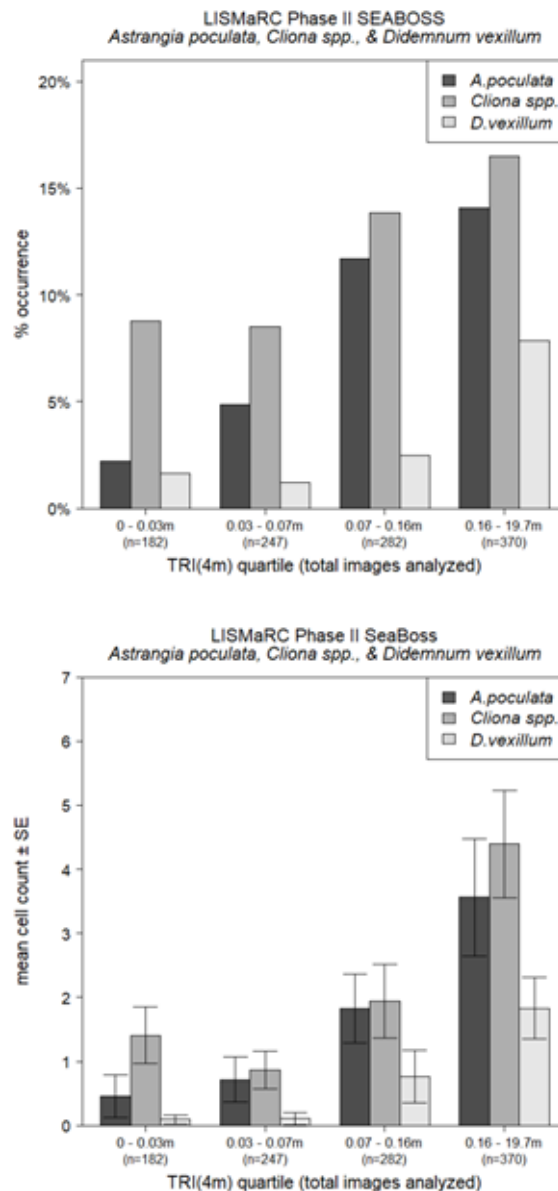 LISMaRC Phase II SEABOSS
Astrangia poculata, Cliona spp., & Didemnum vexillum
20%
15%
10%
5%
0%
% occurrence
A.poculata
Cliona spp.
D.vexillum
0 - 0.03m
(n=182)
0.03 - 0.07m
(n=247)
0.07 - 0.16m
(n=282)
0.16 - 19.7m
(n=370)
TRI(4m) quartile (total images analyzed)
LISMaRC Phase II SeaBoss
Astrangia poculata, Cliona spp., & Didemnum vexillum
7
6
5
4
3
2
1
0
mean cell count ± SE
A.poculata
Cliona spp.
D.vexillum
0 - 0.03m
(n=182)
0.03 - 0.07m
(n=247)
0.07 - 0.16m
(n=282)
0.16 - 19.7m
(n=370)
TRI(4m) quartile (total images analyzed)